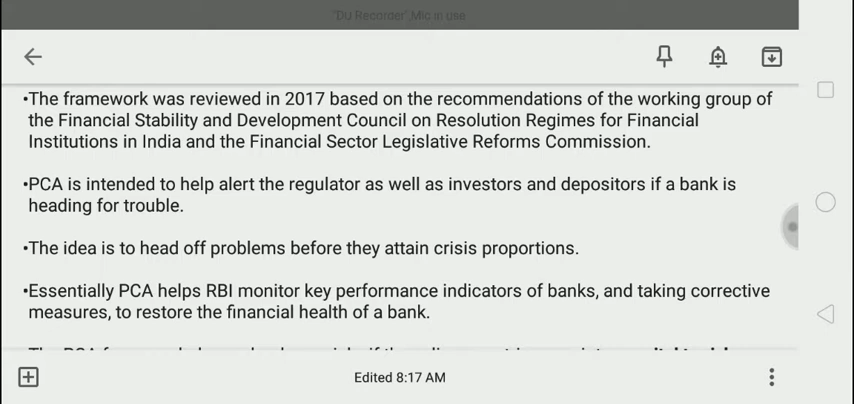 'DU Recorder' Mic in use
•The framework was reviewed in 2017 based on the recommendations of the working group of
the Financial Stability and Development Council on Resolution Regimes for Financial
Institutions in India and the Financial Sector Legislative Reforms Commission.
•PCA is intended to help alert the regulator as well as investors and depositors if a bank is
heading for trouble.
•The idea is to head off problems before they attain crisis proportions.
•Essentially PCA helps RBI monitor key performance indicators of banks, and taking corrective
measures, to restore the financial health of a bank.
Edited 8:17 AM